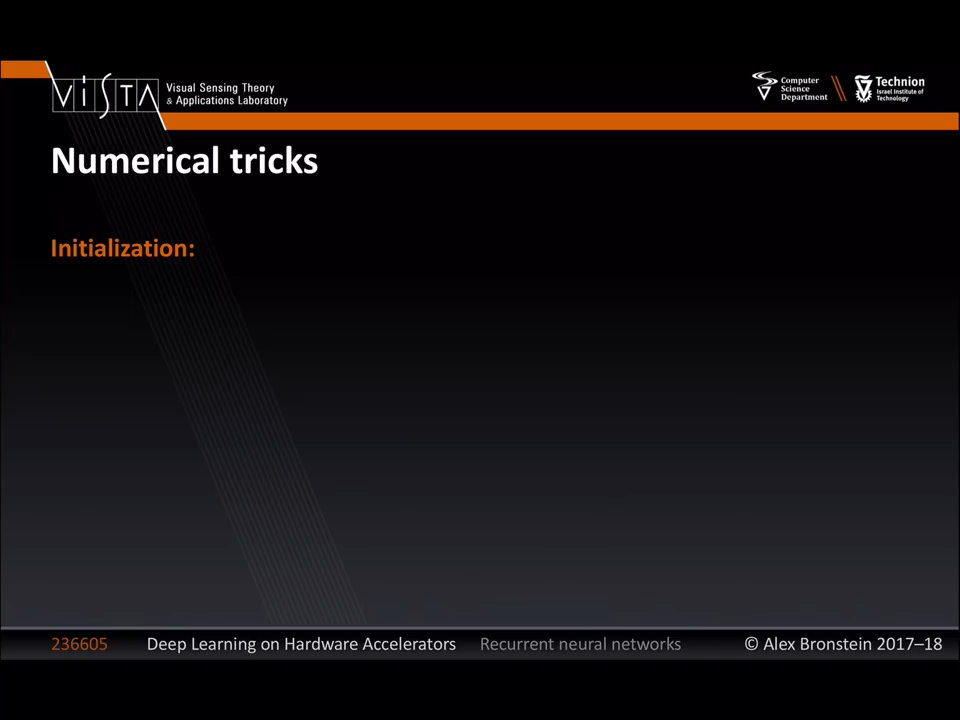 ViSTA
Visual Sensing Theory
& Applications Laboratory
Computer
Science
Department
Technion
Israel Institute of
Technology
Numerical tricks
Initialization:
236605 Deep Learning on Hardware Accelerators Recurrent neural networks © Alex Bronstein 2017–18